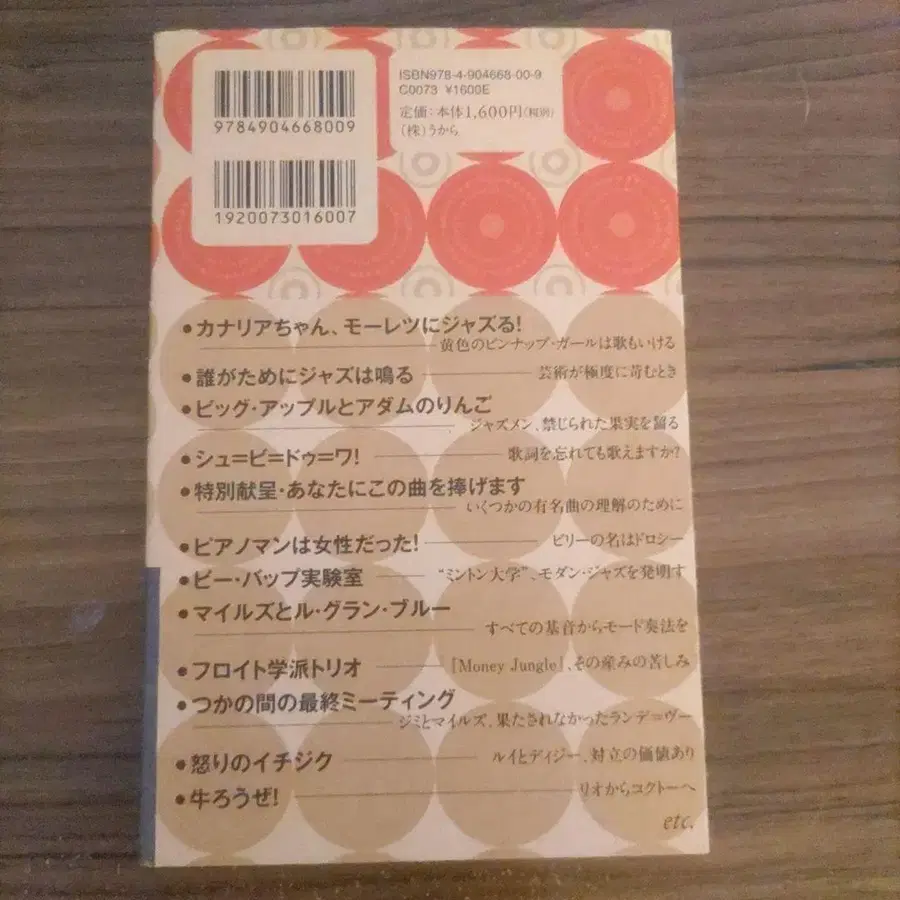 ISBN978-4-904668-00-9
C0073 ¥1600E
定価:本体1,600円(税別)
(株)うから
9784904668009
1920073016007
•カナリアちゃん、モーレツにジャズる!
黄色のピンナップ・ガールは歌もいける
•誰がためにジャズは鳴る
芸術が極度に苛むとき
•ビッグ・アップルとアダムのりんご
ジャズメン、禁じられた果実を齧る
•シュ=ビ=ドゥ=ワ!
歌詞を忘れても歌えますか?
•特別献呈・あなたにこの曲を捧げます
いくつかの有名曲の理解のために
•ピアノマンは女性だった!
ビリーの名はドロシー
•ビー・バップ実験室
“ミントン大学”、モダン・ジャズを発明す
•マイルズとル・グラン・ブルー
すべての基音からモード奏法を
•フロイト学派トリオ
『Money Jungle』、その産みの苦しみ
•つかの間の最終ミーティング
ジミとマイルズ、果たされなかったランデ=ヴー
•怒りのイチジク
ルイとディジー、対立の価値あり
•牛ろうぜ!
リオからコクトーへ
etc.